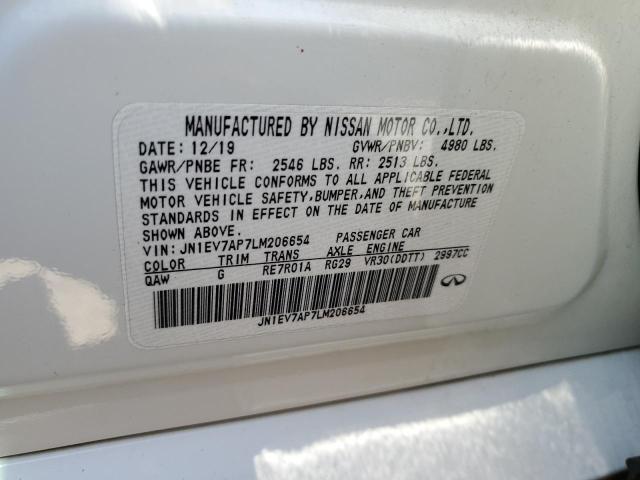 MANUFACTURED BY NISSAN MOTOR CO.,LTD.
DATE: 12/19 GVWR/PNBV: 4980 LBS.
GAWR/PNBE FR: 2546 LBS. RR: 2513 LBS.
THIS VEHICLE CONFORMS TO ALL APPLICABLE FEDERAL
MOTOR VEHICLE SAFETY, BUMPER, AND THEFT PREVENTION
STANDARDS IN EFFECT ON THE DATE OF MANUFACTURE
SHOWN ABOVE.
VIN: JN1EV7AP7LM206654 PASSENGER CAR
COLOR TRIM TRANS AXLE ENGINE
QAW G RE7R01A RG29 VR30(DDTT) 2997CC
JN1EV7AP7LM206654